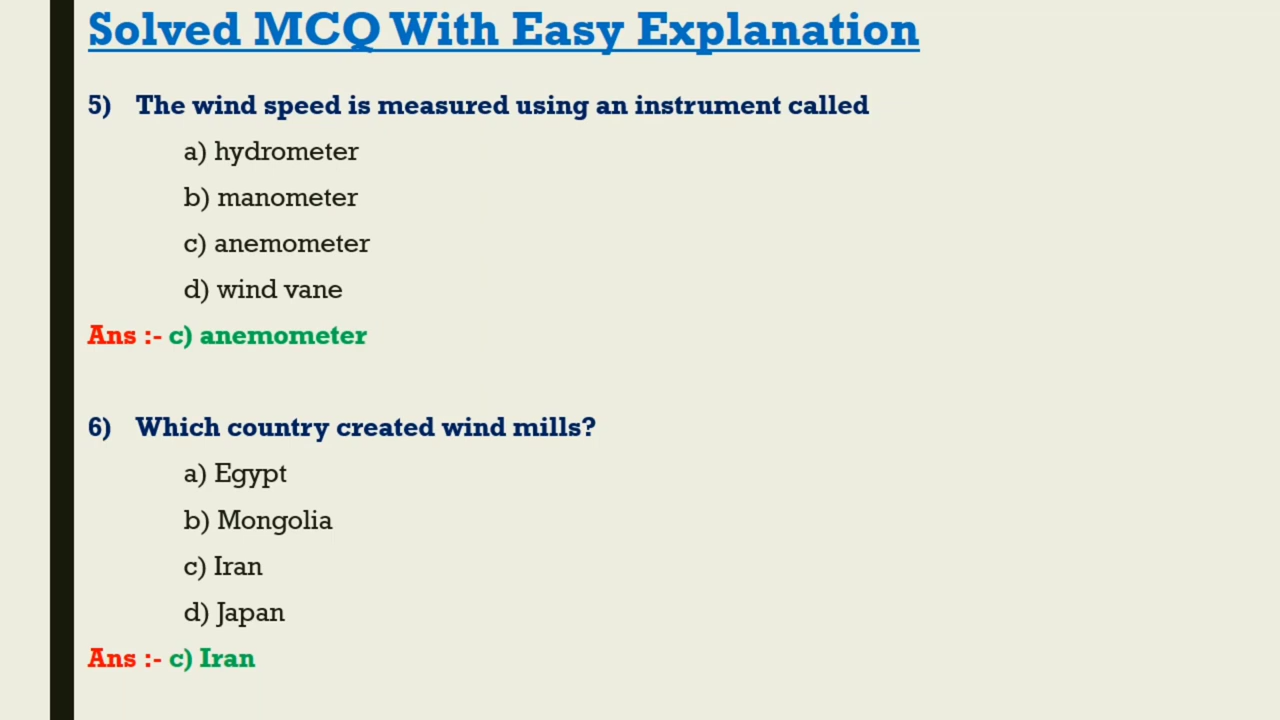 Solved MCQ With Easy Explanation
5) The wind speed is measured using an instrument called
a) hydrometer
b) manometer
c) anemometer
d) wind vane
Ans :- c) anemometer
6) Which country created wind mills?
a) Egypt
b) Mongolia
c) Iran
d) Japan
Ans :- c) Iran